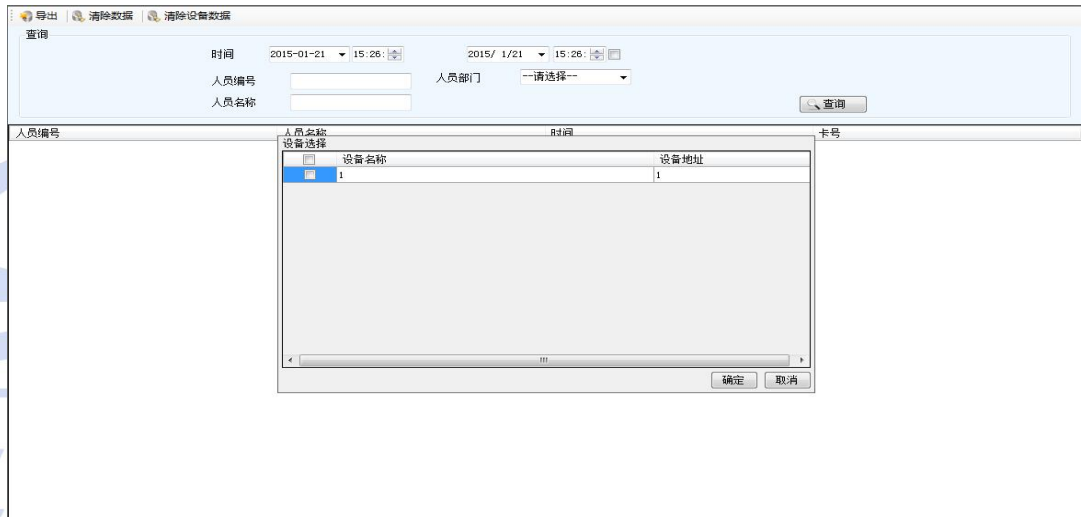 导出 清除数据 清除设备数据
查询
时间 2015-01-21 15:26: 2015/ 1/21 15:26:
人员编号 人员部门 --请选择--
人员名称 查询
人员编号 人员名称 时间 卡号
设备选择
设备名称 设备地址
1 1
确定 取消